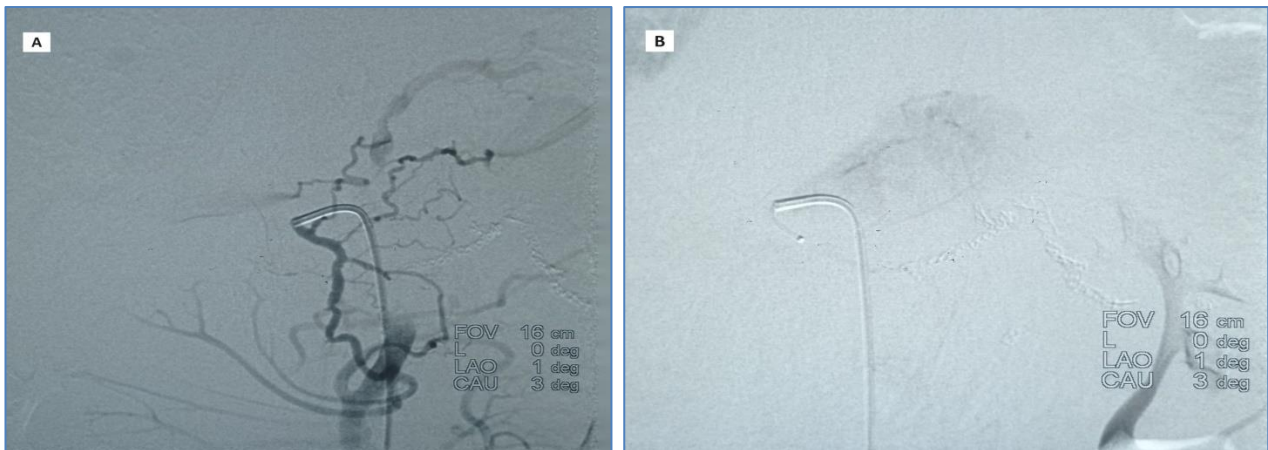 A
B
FOV 16 cm
L 0 deg
LAO 1 deg
CAU 3 deg
FOV 16 cm
L 0 deg
LAO 1 deg
CAU 3 deg